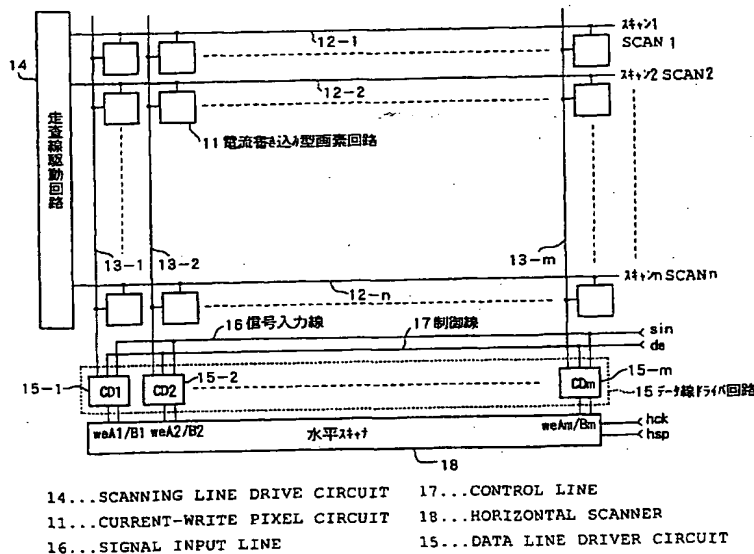 スキャン1
12-1
SCAN 1
14
スキャン2 SCAN2
12-2
走査線駆動回路
11 電流書き込み型画素回路
13-1
13-2
13-m
スキャンn SCANn
12-n
16 信号入力線
17 制御線
sin
de
15-1
CD1
CD2
15-2
CDm
15-m
15 データ線ドライバ回路
weA1/B1
weA2/B2
水平スキャナ
weAm/Bm
hck
hsp
18
14...SCANNING LINE DRIVE CIRCUIT
17...CONTROL LINE
11...CURRENT-WRITE PIXEL CIRCUIT
18...HORIZONTAL SCANNER
16...SIGNAL INPUT LINE
15...DATA LINE DRIVER CIRCUIT